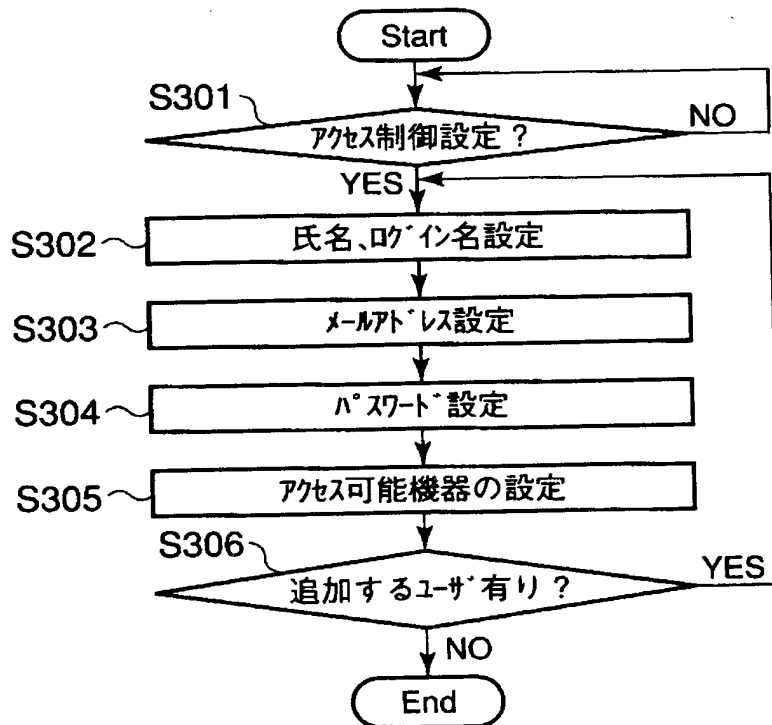 Start
S301
アクセス制御設定?
NO
YES
S302
氏名、ログイン名設定
S303
メールアドレス設定
S304
パスワード設定
S305
アクセス可能機器の設定
S306
追加するユーザ有り?
YES
NO
End